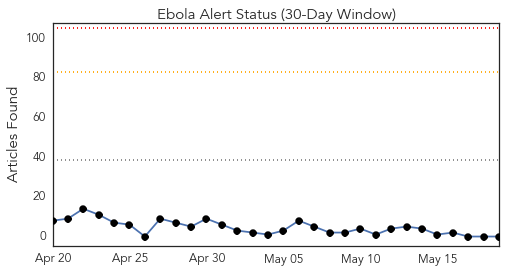 Ebola Alert Status (30-Day Window)
Articles Found
100
80
60
40
20
0
Apr 20 Apr 25 Apr 30 May 05 May 10 May 15